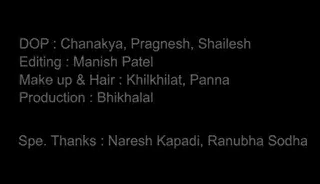 DOP : Chanakya, Pragnesh, Shailesh
Editing : Manish Patel
Make up & Hair : Khilkhilat, Panna
Production : Bhikhalal
Spe. Thanks : Naresh Kapadi, Ranubha Sodha